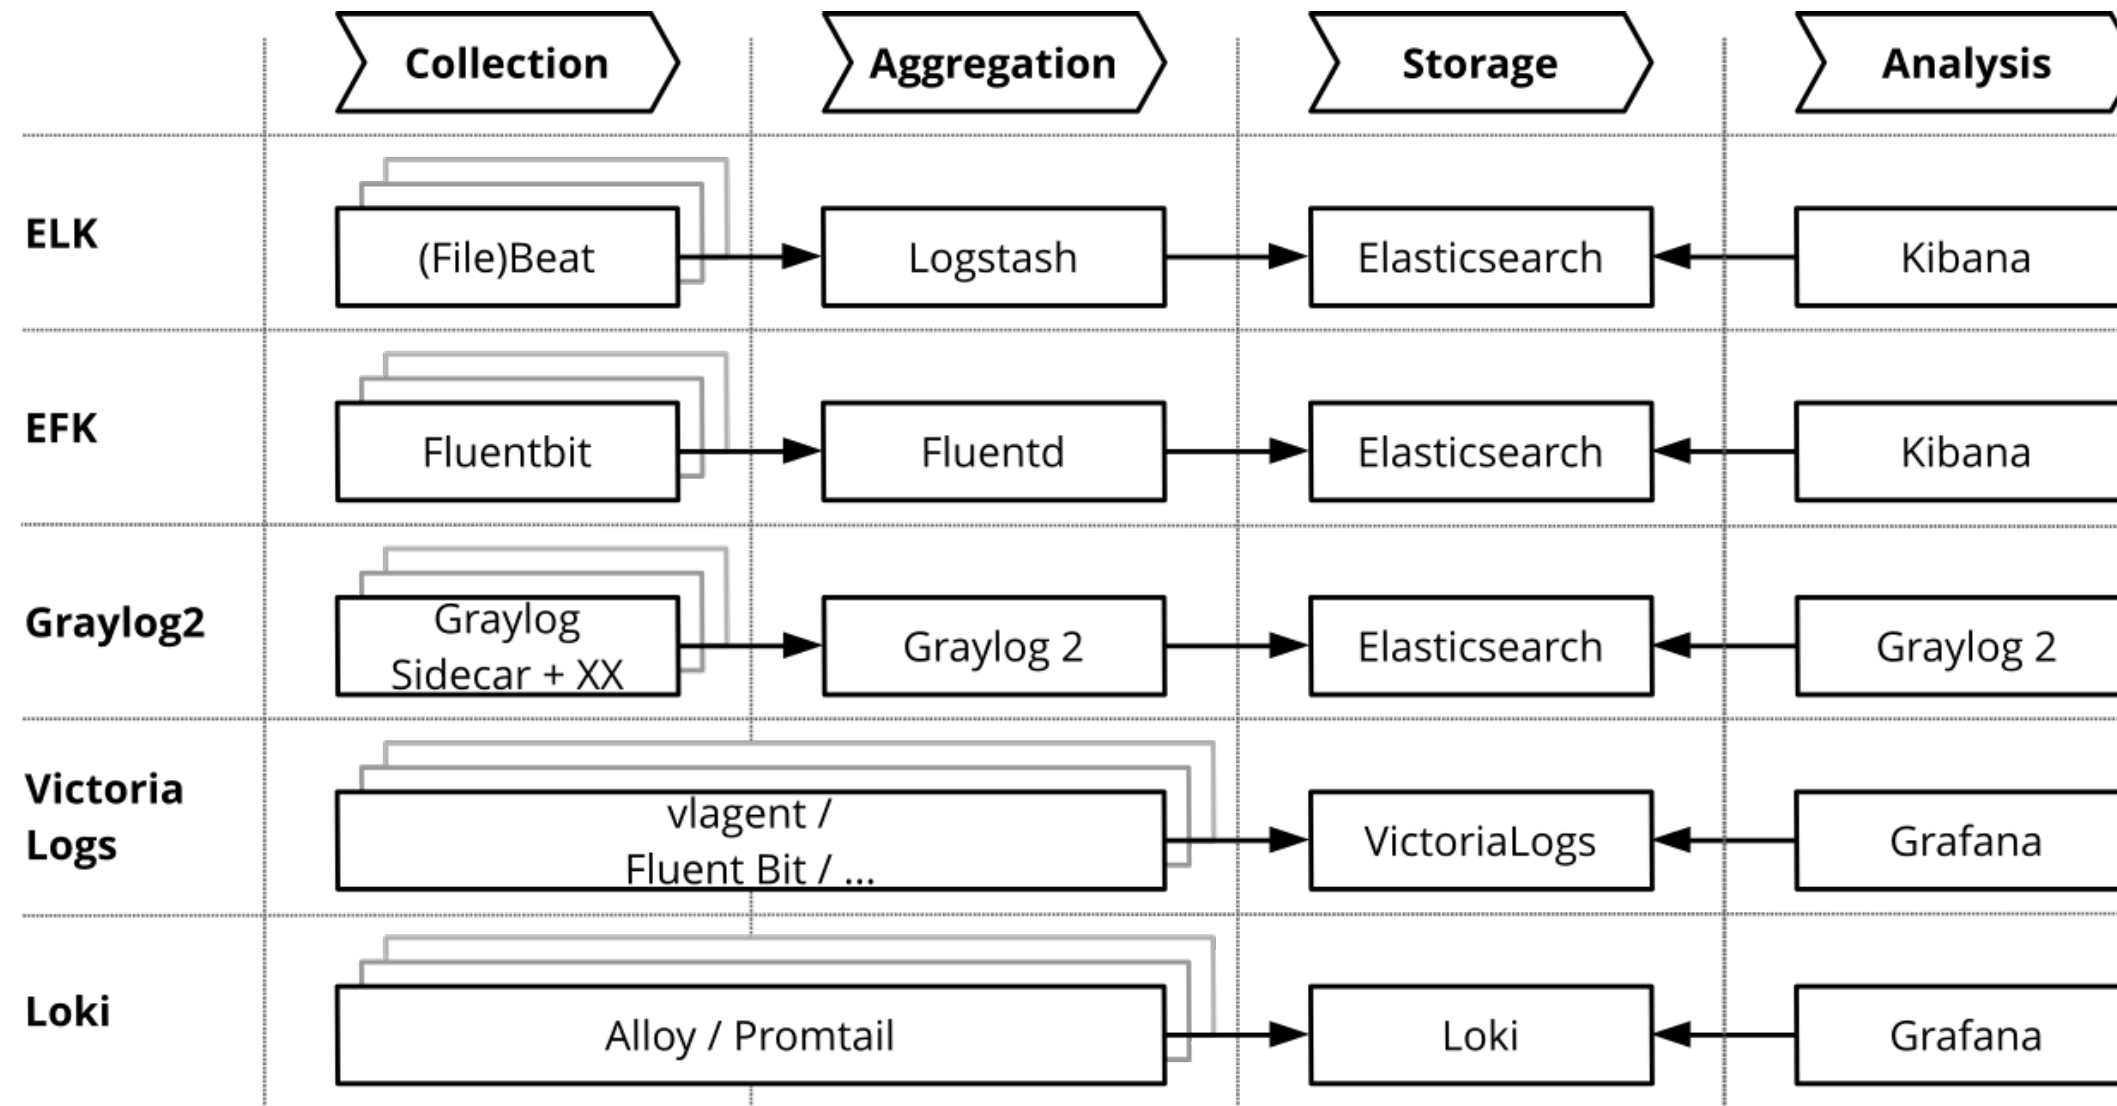 Collection
Aggregation
Storage
Analysis
ELK
(File)Beat
Logstash
Elasticsearch
Kibana
EFK
Fluentbit
Fluentd
Elasticsearch
Kibana
Graylog2
Graylog
Sidecar + XX
Graylog 2
Elasticsearch
Graylog 2
Victoria
Logs
vlagent /
Fluent Bit / ...
VictoriaLogs
Grafana
Loki
Alloy / Promtail
Loki
Grafana